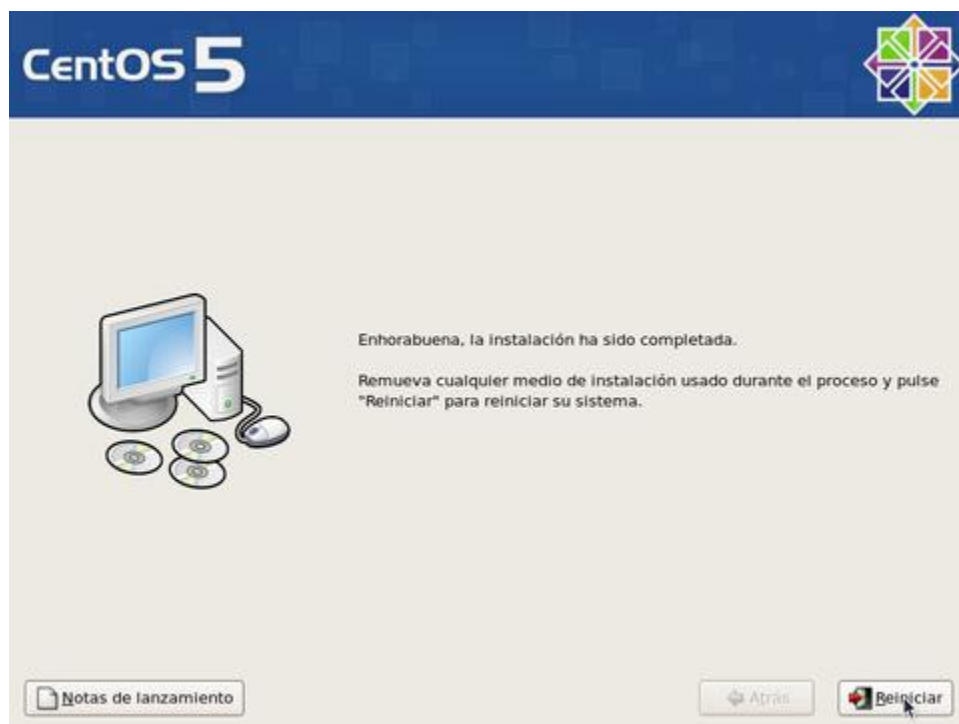 CentOS 5
Enhorabuena, la instalación ha sido completada.
Remueva cualquier medio de instalación usado durante el proceso y pulse
"Reiniciar" para reiniciar su sistema.
Notas de lanzamiento
Atrás
Reiniciar